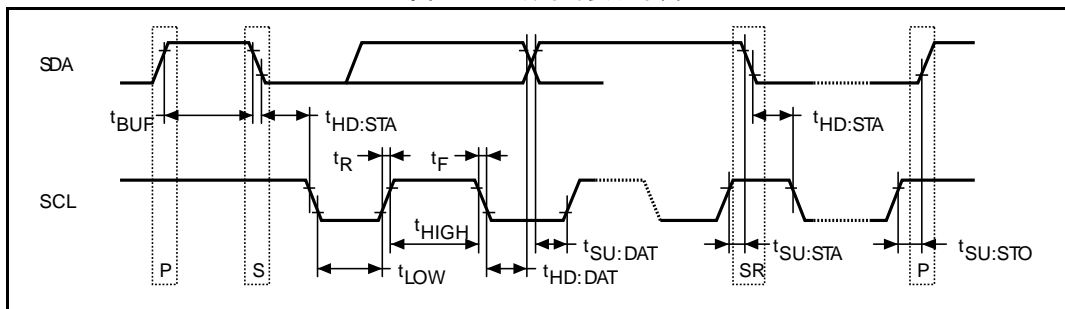 SDA
tBUF
tHD:STA
tHD:STA
tR
tF
SCL
tHIGH
tSU:DAT
tSU:STA
tSU:STO
tLOW
tHD:DAT
P
S
SR
P